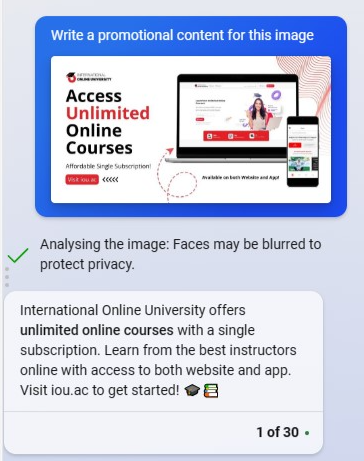 Write a promotional content for this image
INTERNATIONAL
ONLINE UNIVERSITY
Access
Unlimited
Online
Courses
Affordable Single Subscription!
Visit iou.ac
Available on both Website and App!
Analysing the image: Faces may be blurred to
protect privacy.
International Online University offers
unlimited online courses with a single
subscription. Learn from the best instructors
online with access to both website and app.
Visit iou.ac to get started! 🎓📚
1 of 30